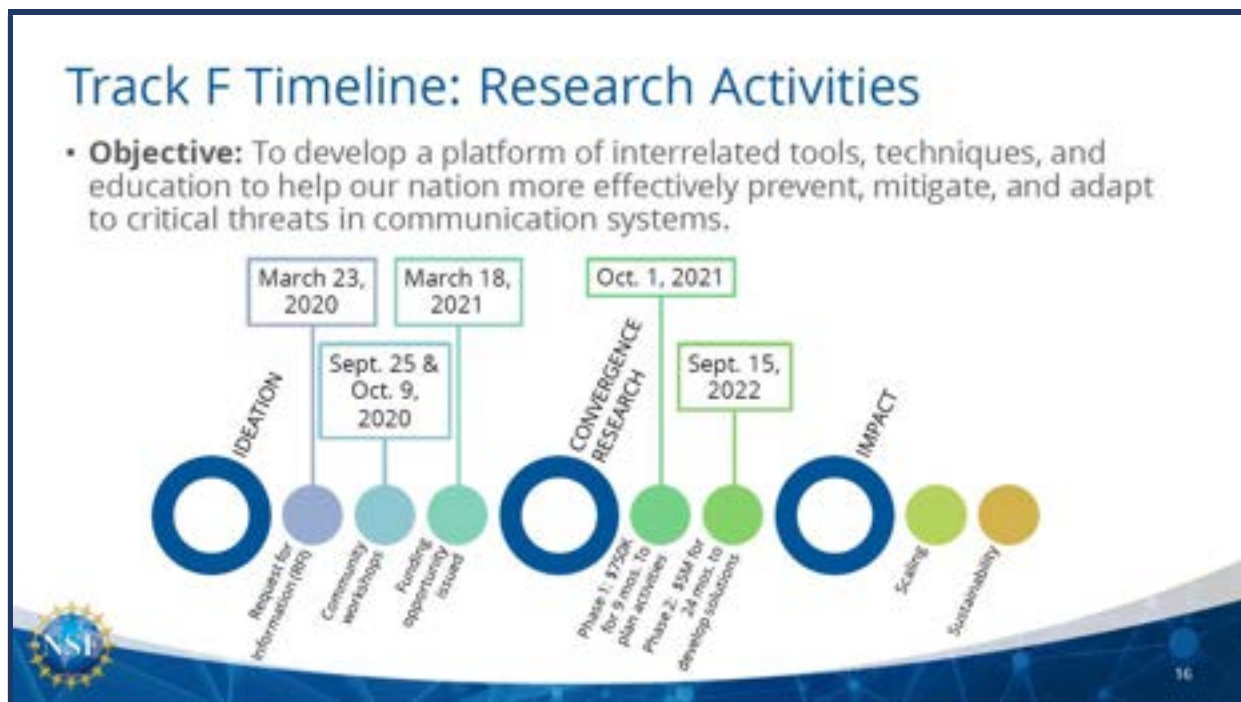 Track F Timeline: Research Activities
• Objective: To develop a platform of interrelated tools, techniques, and
education to help our nation more effectively prevent, mitigate, and adapt
to critical threats in communication systems.
March 23,
2020
March 18,
2021
Oct. 1, 2021
Sept. 25 &
Oct. 9,
2020
Sept. 15,
2022
IDEATION
CONVERGENCE
RESEARCH
IMPACT
Request for
Information (RFI)
Community
workshops
Funding
opportunity
issued
Phase 1: $750K
for 9 mos. To
plan activities
Phase 2: $5M for
24 mos. to
develop solutions
Scaling
Sustainability
NSF
16